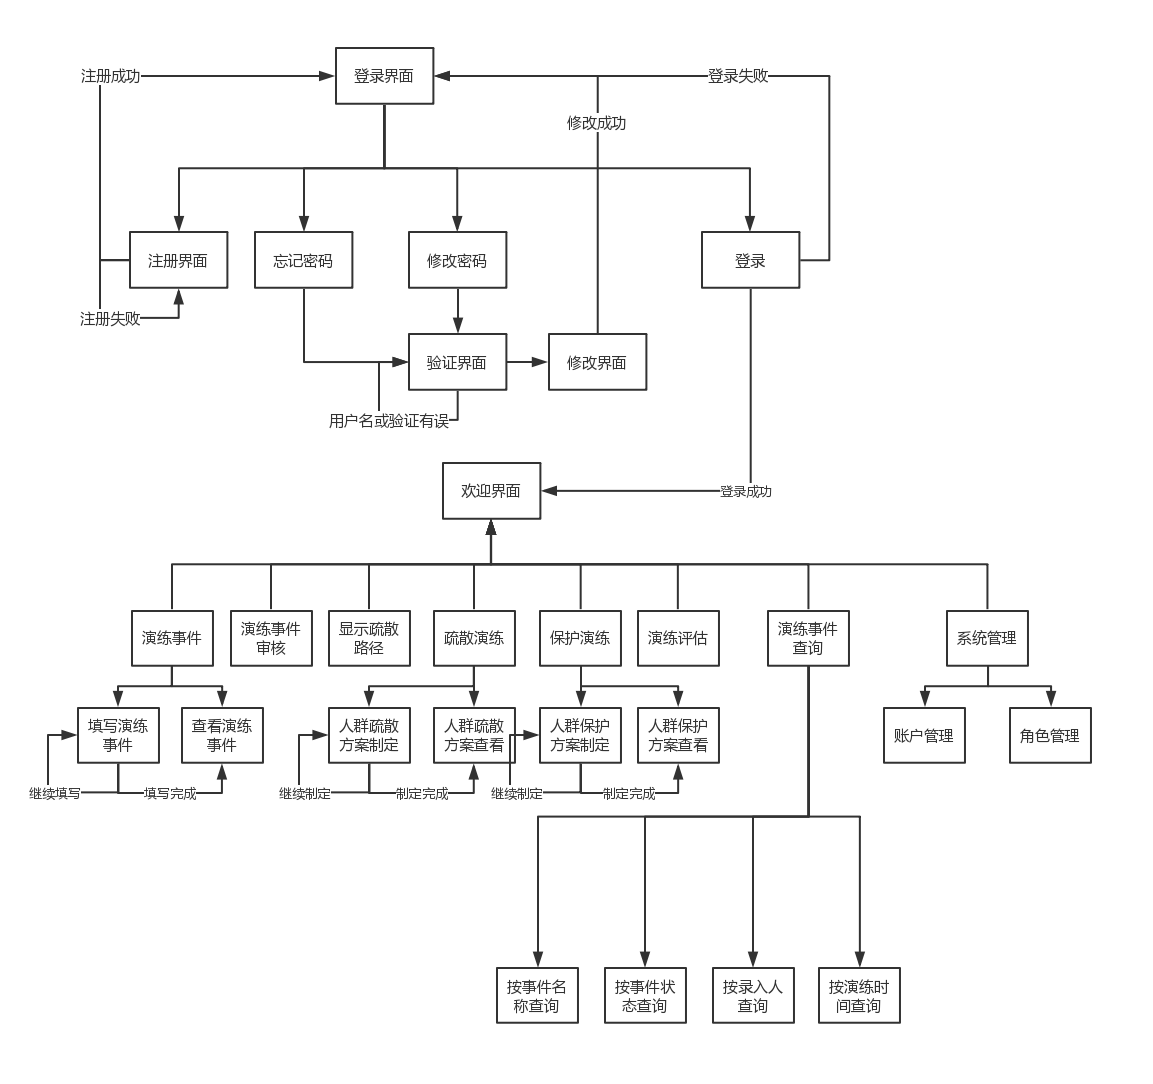 登录界面
注册成功
登录失败
修改成功
注册界面
忘记密码
修改密码
登录
注册失败
验证界面
修改界面
用户名或验证有误
欢迎界面
登录成功
演练事件
演练事件
审核
显示疏散
路径
疏散演练
保护演练
演练评估
演练事件
查询
系统管理
填写演练
事件
查看演练
事件
人群疏散
方案制定
人群疏散
方案查看
人群保护
方案制定
人群保护
方案查看
账户管理
角色管理
继续填写
填写完成
继续制定
制定完成
继续制定
制定完成
按事件名
称查询
按事件状
态查询
按录入人
查询
按演练时
间查询